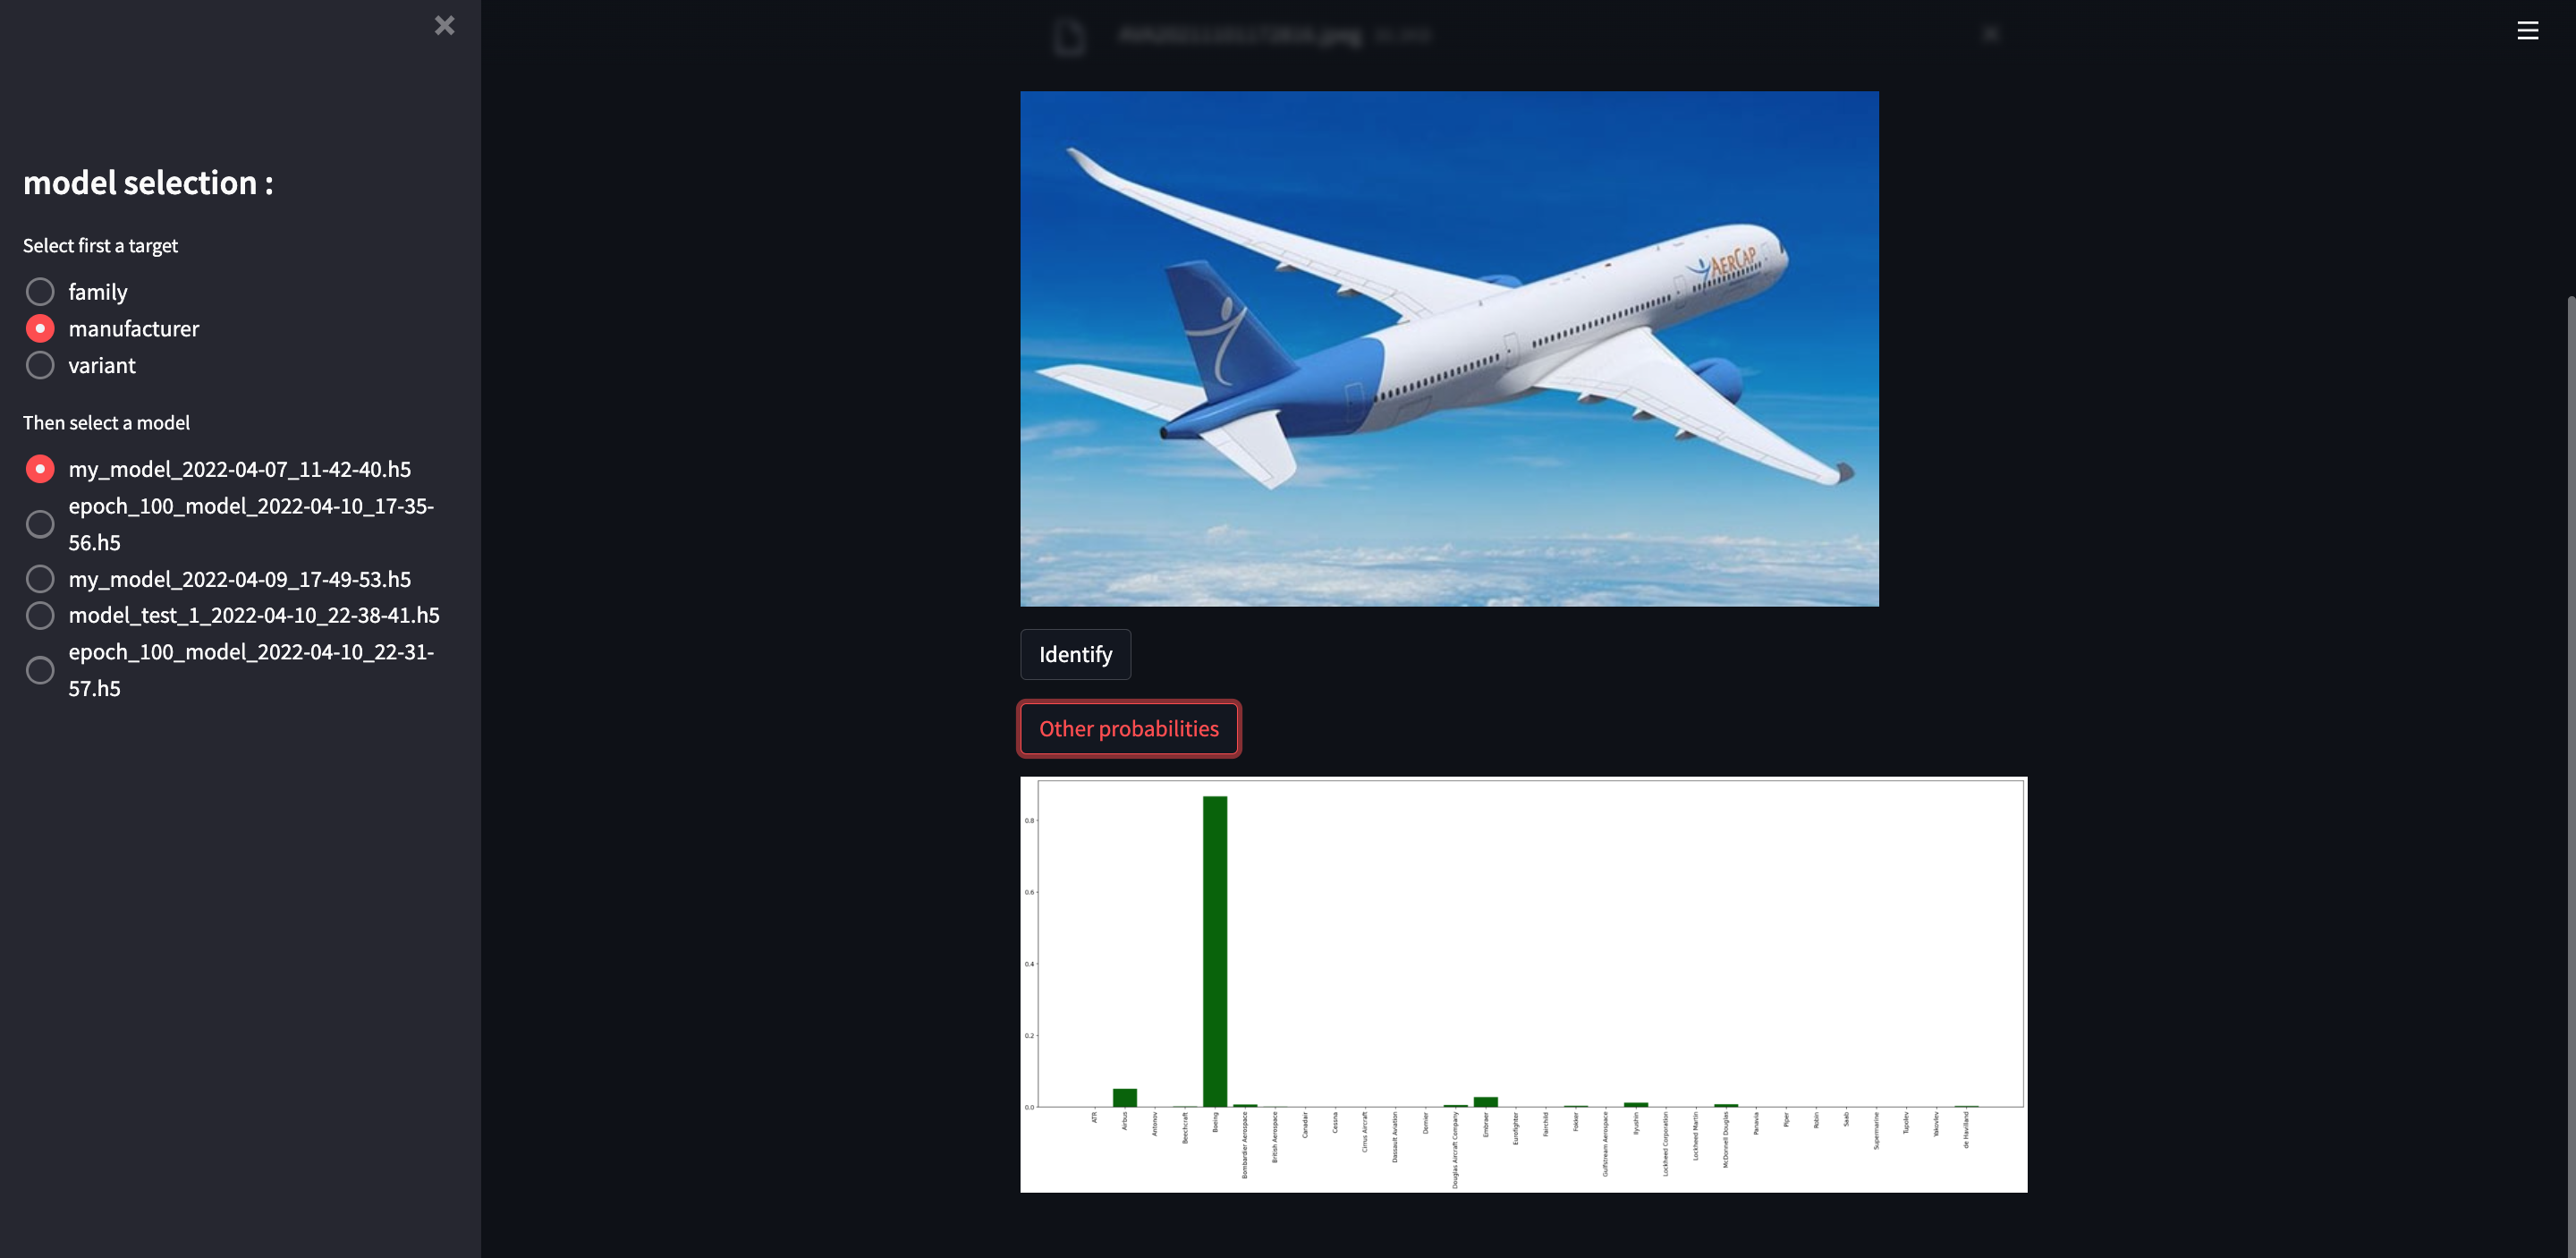 model selection :
Select first a target
family
manufacturer
variant
Then select a model
my_model_2022-04-07_11-42-40.h5
epoch_100_model_2022-04-10_17-35-
56.h5
my_model_2022-04-09_17-49-53.h5
model_test_1_2022-04-10_22-38-41.h5
epoch_100_model_2022-04-10_22-31-
57.h5
AERCAP
Identify
Other probabilities
0.8
0.6
0.4
0.2
0.0
ATR
Airbus
Antonov
Beechcraft
Boeing
Bombardier Aerospace
British Aerospace
Canadair
Cessna
Cirrus Aircraft
Dassault Aviation
Dornier
Douglas Aircraft Company
Embraer
Eurofighter
Fairchild
Fokker
Gulfstream Aerospace
Ilyushin
Lockheed Corporation
Lockheed Martin
McDonnell Douglas
Panavia
Piper
Robin
Saab
Supermarine
Tupolev
Yakovlev
de Havilland